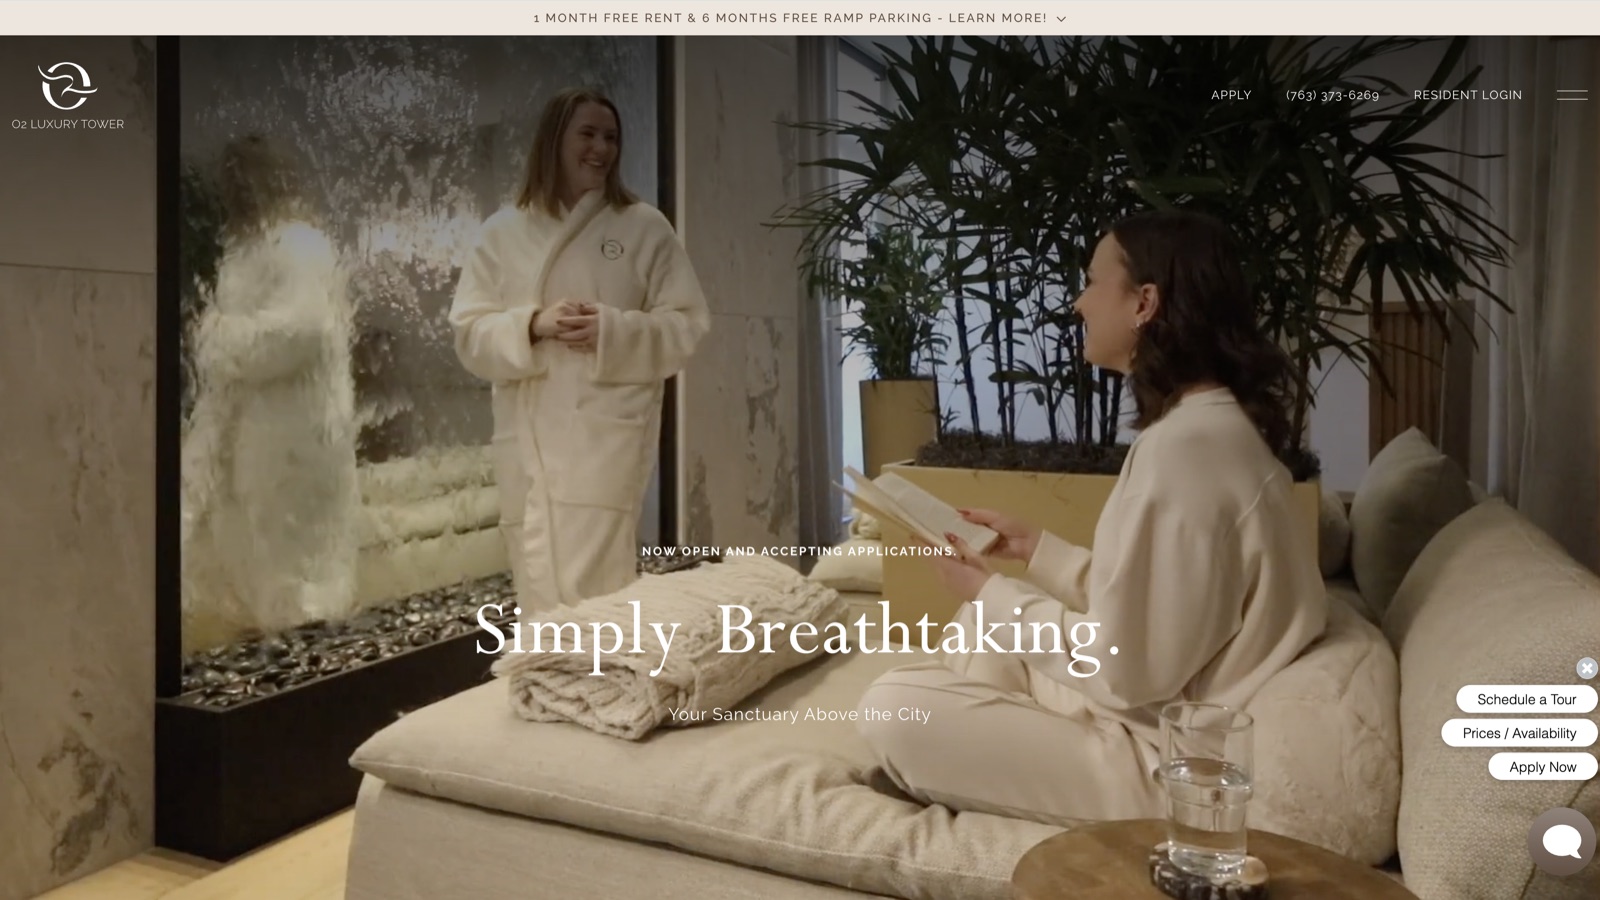 1 MONTH FREE RENT & 6 MONTHS FREE RAMP PARKING - LEARN MORE!
O2 LUXURY TOWER
APPLY
(763) 373-6269
RESIDENT LOGIN
NOW OPEN AND ACCEPTING APPLICATIONS.
Simply Breathtaking.
Your Sanctuary Above the City
Schedule a Tour
Prices / Availability
Apply Now